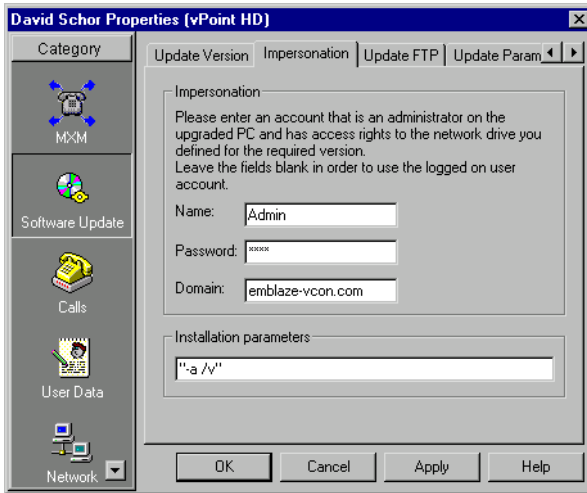 David Schor Properties (vPoint HD)
Category
MXM
Software Update
Calls
User Data
Network
Update Version
Impersonation
Update FTP
Update Param
Impersonation
Please enter an account that is an administrator on the
upgraded PC and has access rights to the network drive you
defined for the required version.
Leave the fields blank in order to use the logged on user
account.
Name: Admin
Password: ****
Domain: emblaze-vcon.com
Installation parameters
"-a /v"
OK
Cancel
Apply
Help